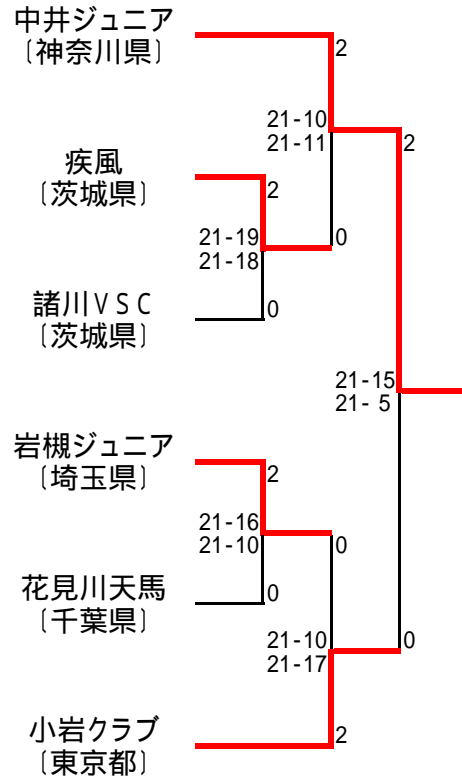 中井ジュニア
〔神奈川県〕
2
21-10
21-11
2
疾風
〔茨城県〕
2
21-19
21-18
0
諸川VSC
〔茨城県〕
0
21-15
21- 5
岩槻ジュニア
〔埼玉県〕
2
21-16
21-10
0
花見川天馬
〔千葉県〕
0
21-10
21-17
0
小岩クラブ
〔東京都〕
2